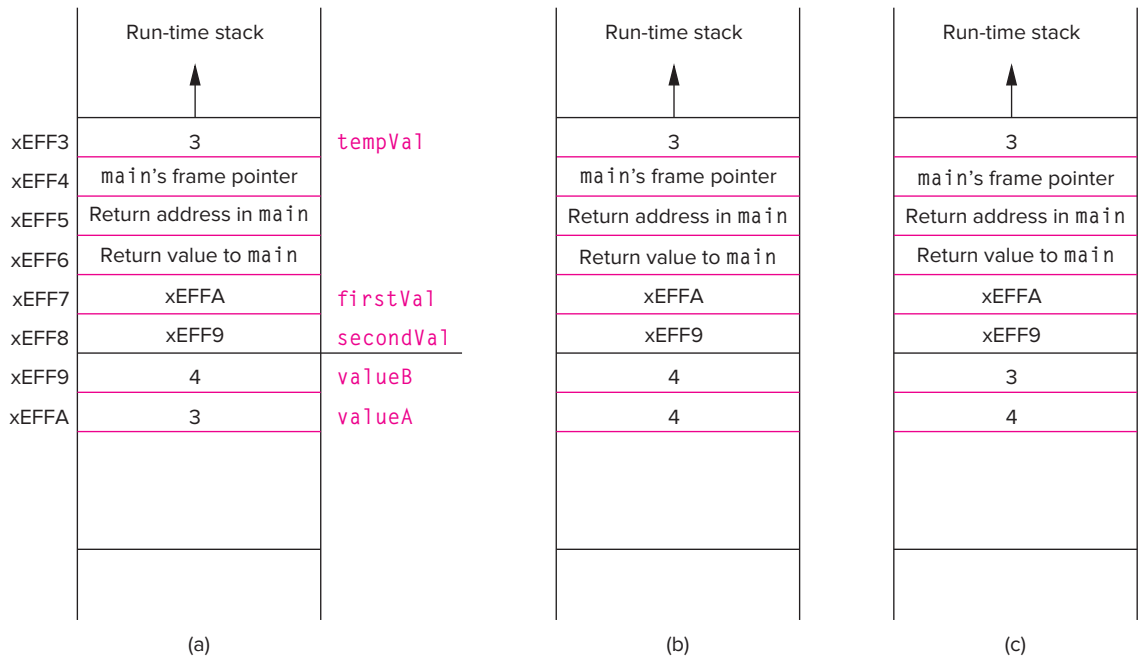 Run-time stack Run-time stack Run-time stack
xEFF3 3 tempVal 3 3
xEFF4 main's frame pointer main's frame pointer main's frame pointer
xEFF5 Return address in main Return address in main Return address in main
xEFF6 Return value to main Return value to main Return value to main
xEFF7 xEFFA firstVal xEFFA xEFFA
xEFF8 xEFF9 secondVal xEFF9 xEFF9
xEFF9 4 valueB 4 3
xEFFA 3 valueA 4 4
(a) (b) (c)